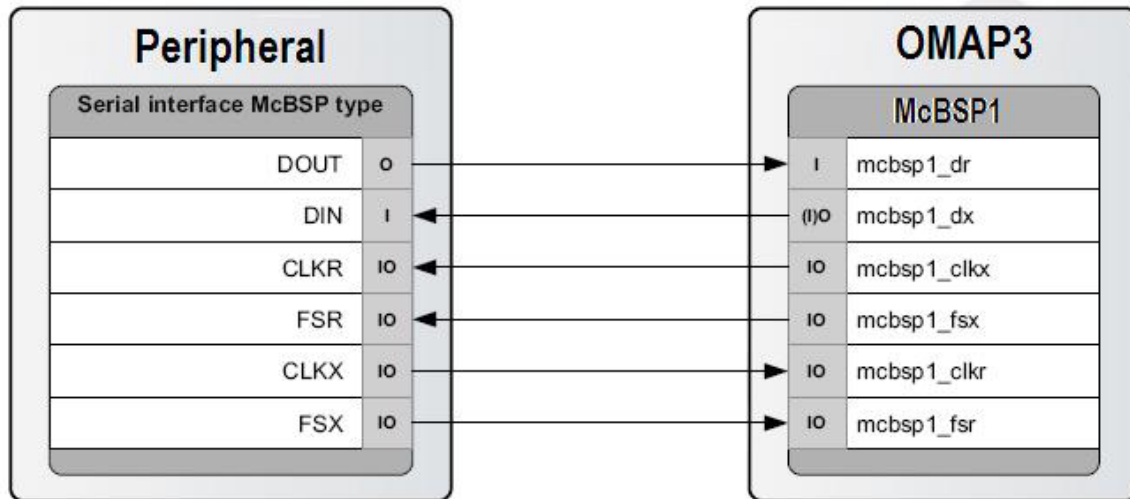 Peripheral
Serial interface McBSP type
DOUT O
DIN I
CLKR IO
FSR IO
CLKX IO
FSX IO
OMAP3
McBSP1
I mcbsp1_dr
(I)O mcbsp1_dx
IO mcbsp1_clkx
IO mcbsp1_fsx
IO mcbsp1_clkr
IO mcbsp1_fsr